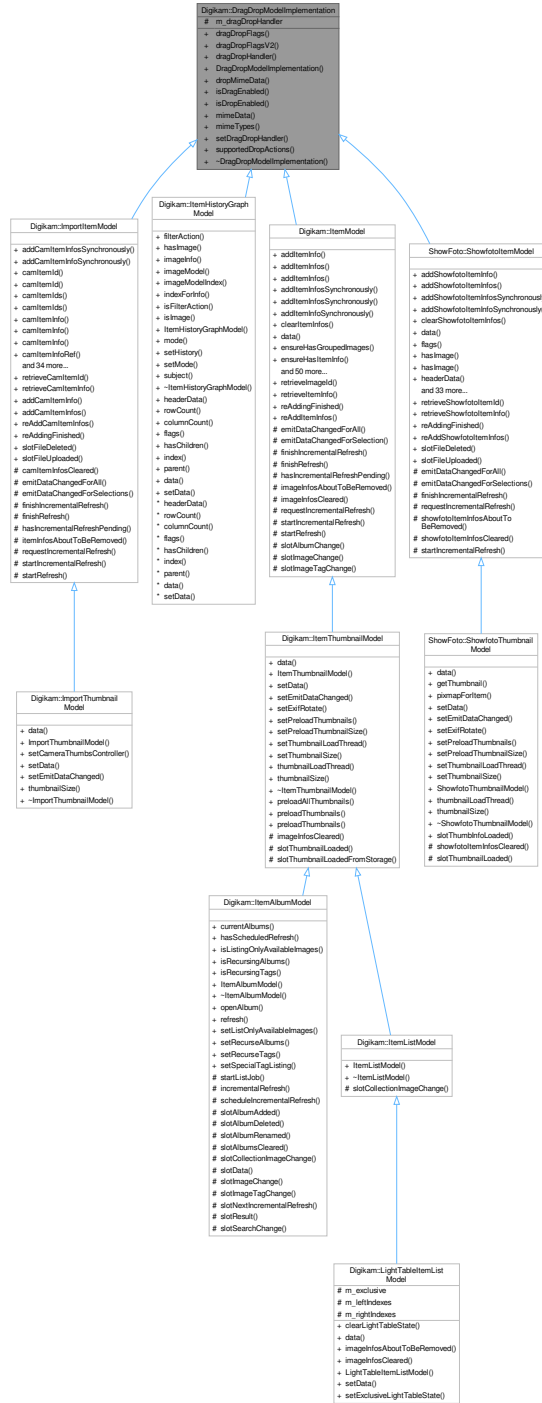 Digikam::DragDropModelImplementation
# m_dragDropHandler
+ dragDropFlags()
+ dragDropFlagsV2()
+ dragDropHandler()
+ DragDropModelImplementation()
+ dropMimeData()
+ isDragEnabled()
+ isDropEnabled()
+ mimeData()
+ mimeTypes()
+ setDragDropHandler()
+ supportedDropActions()
+ ~DragDropModelImplementation()
Digikam::ImportItemModel
+ addCamItemInfosSynchronously()
+ addCamItemInfoSynchronously()
+ camItemId()
+ camItemId()
+ camItemIds()
+ camItemIds()
+ camItemInfo()
+ camItemInfo()
+ camItemInfo()
+ camItemInfoRef()
and 34 more...
+ retrieveCamItemId()
+ retrieveCamItemInfo()
+ addCamItemInfo()
+ addCamItemInfos()
+ reAddCamItemInfos()
+ reAddingFinished()
+ slotFileDeleted()
+ slotFileUploaded()
# camItemInfosCleared()
# emitDataChangedForAll()
# emitDataChangedForSelections()
# finishIncrementalRefresh()
# finishRefresh()
# hasIncrementalRefreshPending()
# itemInfosAboutToBeRemoved()
# requestIncrementalRefresh()
# startIncrementalRefresh()
# startRefresh()
Digikam::ItemHistoryGraph
Model
+ filterAction()
+ hasImage()
+ imageInfo()
+ imageModel()
+ imageModelIndex()
+ indexForInfo()
+ isFilterAction()
+ isImage()
+ ItemHistoryGraphModel()
+ mode()
+ setHistory()
+ setMode()
+ subject()
+ ~ItemHistoryGraphModel()
+ headerData()
+ rowCount()
+ columnCount()
+ flags()
+ hasChildren()
+ index()
+ parent()
+ data()
+ setData()
* headerData()
* rowCount()
* columnCount()
* flags()
* hasChildren()
* index()
* parent()
* data()
* setData()
Digikam::ItemModel
+ addItemInfo()
+ addItemInfos()
+ addItemInfos()
+ addItemInfosSynchronously()
+ addItemInfosSynchronously()
+ addItemInfoSynchronously()
+ clearItemInfos()
+ data()
+ ensureHasGroupedImages()
+ ensureHasItemInfo()
and 50 more...
+ retrieveImageId()
+ retrieveItemInfo()
+ reAddingFinished()
+ reAddItemInfos()
# emitDataChangedForAll()
# emitDataChangedForSelection()
# finishIncrementalRefresh()
# finishRefresh()
# hasIncrementalRefreshPending()
# imageInfosAboutToBeRemoved()
# imageInfosCleared()
# requestIncrementalRefresh()
# startIncrementalRefresh()
# startRefresh()
# slotAlbumChange()
# slotImageChange()
# slotImageTagChange()
ShowFoto::ShowfotoItemModel
+ addShowfotoItemInfo()
+ addShowfotoItemInfos()
+ addShowfotoItemInfosSynchronously()
+ addShowfotoItemInfoSynchronously()
+ clearShowfotoItemInfos()
+ data()
+ flags()
+ hasImage()
+ hasImage()
+ headerData()
and 33 more...
+ retrieveShowfotoItemId()
+ retrieveShowfotoItemInfo()
+ reAddingFinished()
+ reAddShowfotoItemInfos()
+ slotFileDeleted()
+ slotFileUploaded()
# emitDataChangedForAll()
# emitDataChangedForSelections()
# finishIncrementalRefresh()
# requestIncrementalRefresh()
# showfotoItemInfosAboutTo
BeRemoved()
# showfotoItemInfosCleared()
# startIncrementalRefresh()
Digikam::ImportThumbnail
Model
+ data()
+ ImportThumbnailModel()
+ setCameraThumbsController()
+ setData()
+ setEmitDataChanged()
+ thumbnailSize()
+ ~ImportThumbnailModel()
Digikam::ItemThumbnailModel
+ data()
+ ItemThumbnailModel()
+ setData()
+ setEmitDataChanged()
+ setExifRotate()
+ setPreloadThumbnails()
+ setPreloadThumbnailSize()
+ setThumbnailLoadThread()
+ setThumbnailSize()
+ thumbnailLoadThread()
+ thumbnailSize()
+ ~ItemThumbnailModel()
+ preloadAllThumbnails()
+ preloadThumbnails()
+ preloadThumbnails()
# imageInfosCleared()
# slotThumbnailLoaded()
# slotThumbnailLoadedFromStorage()
ShowFoto::ShowfotoThumbnail
Model
+ data()
+ getThumbnail()
+ pixmapForItem()
+ setData()
+ setEmitDataChanged()
+ setExifRotate()
+ setPreloadThumbnails()
+ setPreloadThumbnailSize()
+ setThumbnailLoadThread()
+ setThumbnailSize()
+ ShowfotoThumbnailModel()
+ thumbnailLoadThread()
+ thumbnailSize()
+ ~ShowfotoThumbnailModel()
+ slotThumbInfoLoaded()
# showfotoItemInfosCleared()
# slotThumbnailLoaded()
Digikam::ItemAlbumModel
+ currentAlbums()
+ hasScheduledRefresh()
+ isListingOnlyAvailableImages()
+ isRecursingAlbums()
+ isRecursingTags()
+ ItemAlbumModel()
+ ~ItemAlbumModel()
+ openAlbum()
+ refresh()
+ setListOnlyAvailableImages()
+ setRecurseAlbums()
+ setRecurseTags()
+ setSpecialTagListing()
# startListJob()
# incrementalRefresh()
# scheduleIncrementalRefresh()
# slotAlbumAdded()
# slotAlbumDeleted()
# slotAlbumRenamed()
# slotAlbumsCleared()
# slotCollectionImageChange()
# slotData()
# slotImageChange()
# slotImageTagChange()
# slotNextIncrementalRefresh()
# slotResult()
# slotSearchChange()
Digikam::ItemListModel
+ ItemListModel()
+ ~ItemListModel()
# slotCollectionImageChange()
Digikam::LightTableItemList
Model
# m_exclusive
# m_leftIndexes
# m_rightIndexes
+ clearLightTableState()
+ data()
+ imageInfosAboutToBeRemoved()
+ imageInfosCleared()
+ LightTableItemListModel()
+ setData()
+ setExclusiveLightTableState()